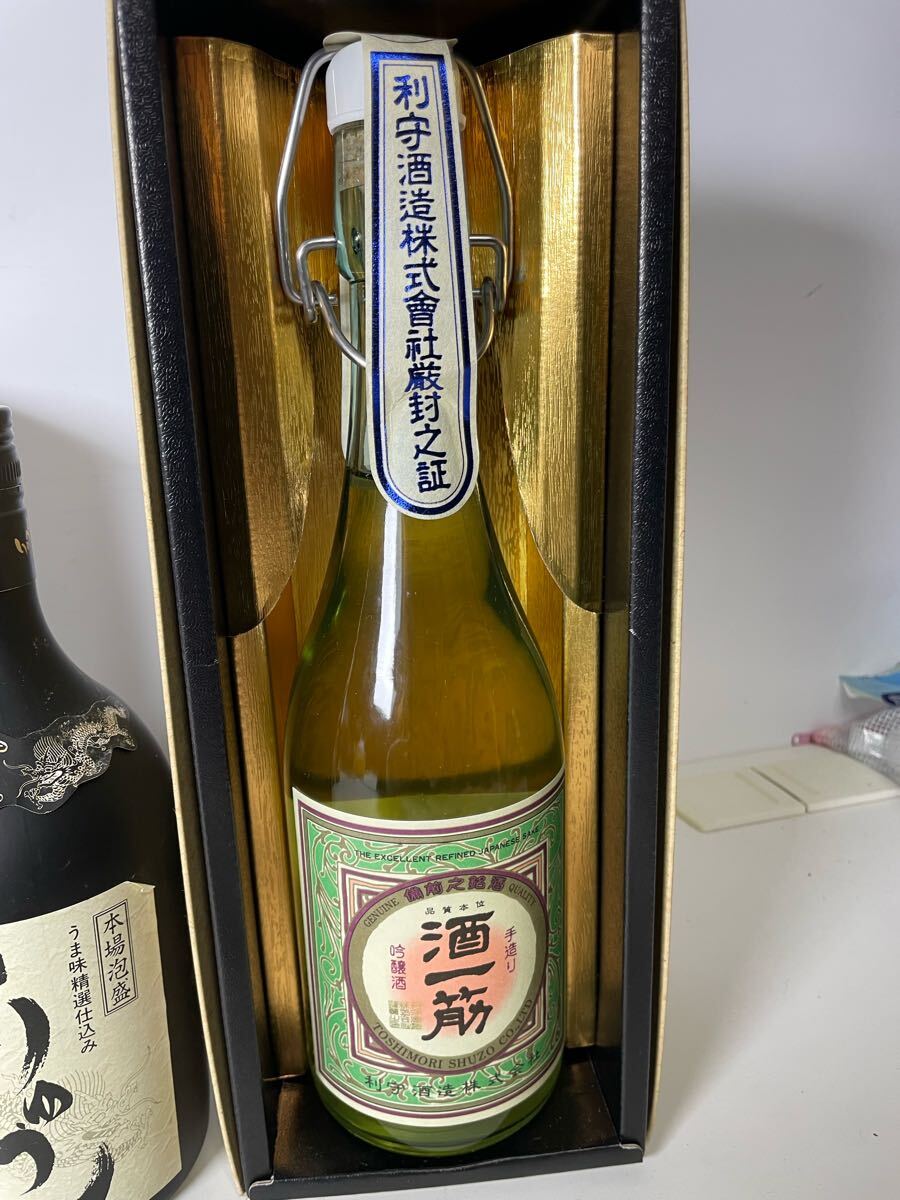 利守酒造株式會社厳封之証
THE EXCELLENT REFINED JAPANESE SAKE
備前之銘酒
GENUINE QUALITY
品質本位
酒一筋
手造り
吟醸酒
TOSHIMORI SHUZO CO., LTD
利守酒造株式会社
本場泡盛
うま味精選仕込み
りゅう